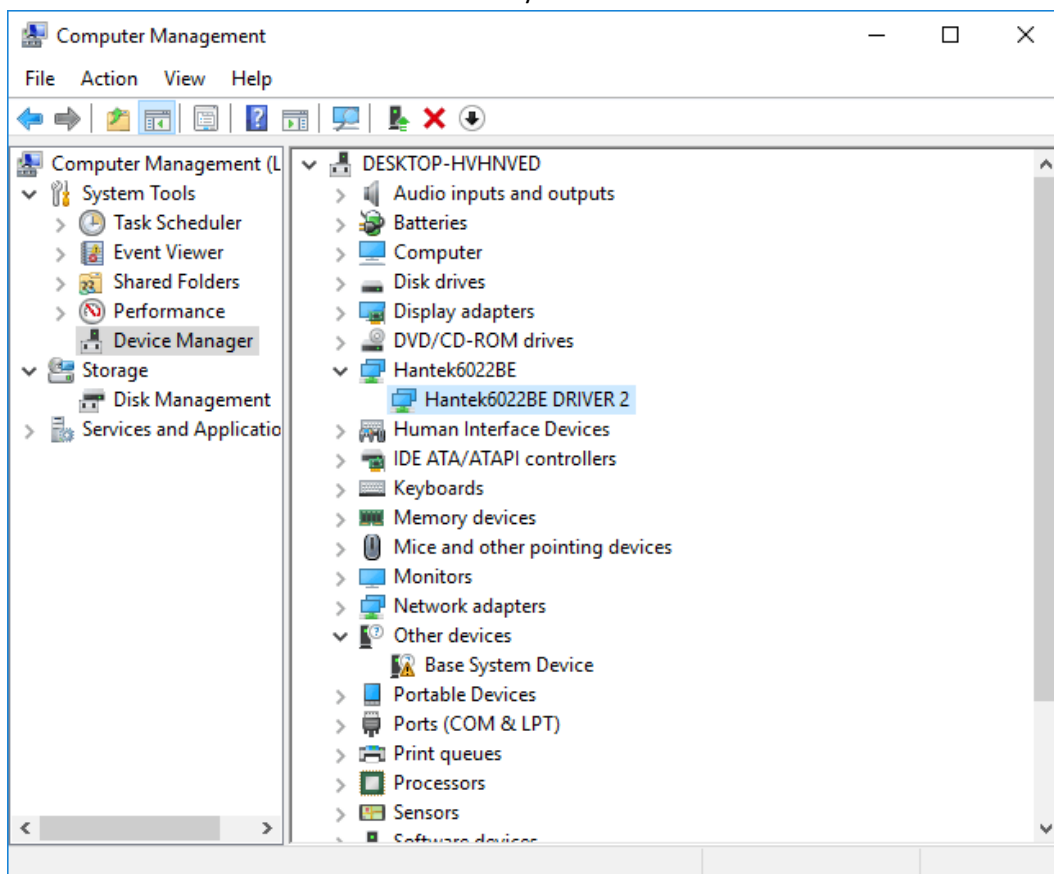 Computer Management
File Action View Help
Computer Management (L
System Tools
Task Scheduler
Event Viewer
Shared Folders
Performance
Device Manager
Storage
Disk Management
Services and Applicatio
DESKTOP-HVHNVED
Audio inputs and outputs
Batteries
Computer
Disk drives
Display adapters
DVD/CD-ROM drives
Hantek6022BE
Hantek6022BE DRIVER 2
Human Interface Devices
IDE ATA/ATAPI controllers
Keyboards
Memory devices
Mice and other pointing devices
Monitors
Network adapters
Other devices
Base System Device
Portable Devices
Ports (COM & LPT)
Print queues
Processors
Sensors
Software devices